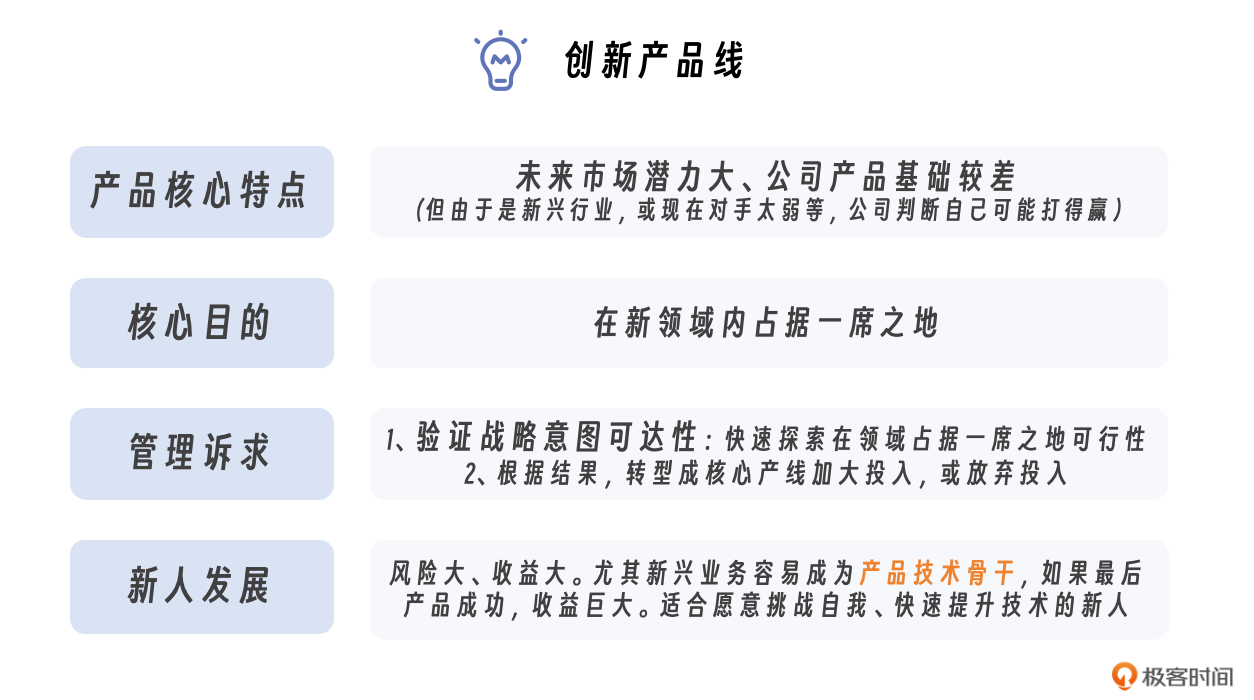 创新产品线
产品核心特点
未来市场潜力大、公司产品基础较差
(但由于是新兴行业，或现在对手太弱等，公司判断自己可能打得赢)
核心目的
在新领域内占据一席之地
管理诉求
1、验证战略意图可达性：快速探索在领域占据一席之地可行性
2、根据结果，转型成核心产线加大投入，或放弃投入
新人发展
风险大、收益大。尤其新兴业务容易成为产品技术骨干，如果最后
产品成功，收益巨大。适合愿意挑战自我、快速提升技术的新人
极客时间